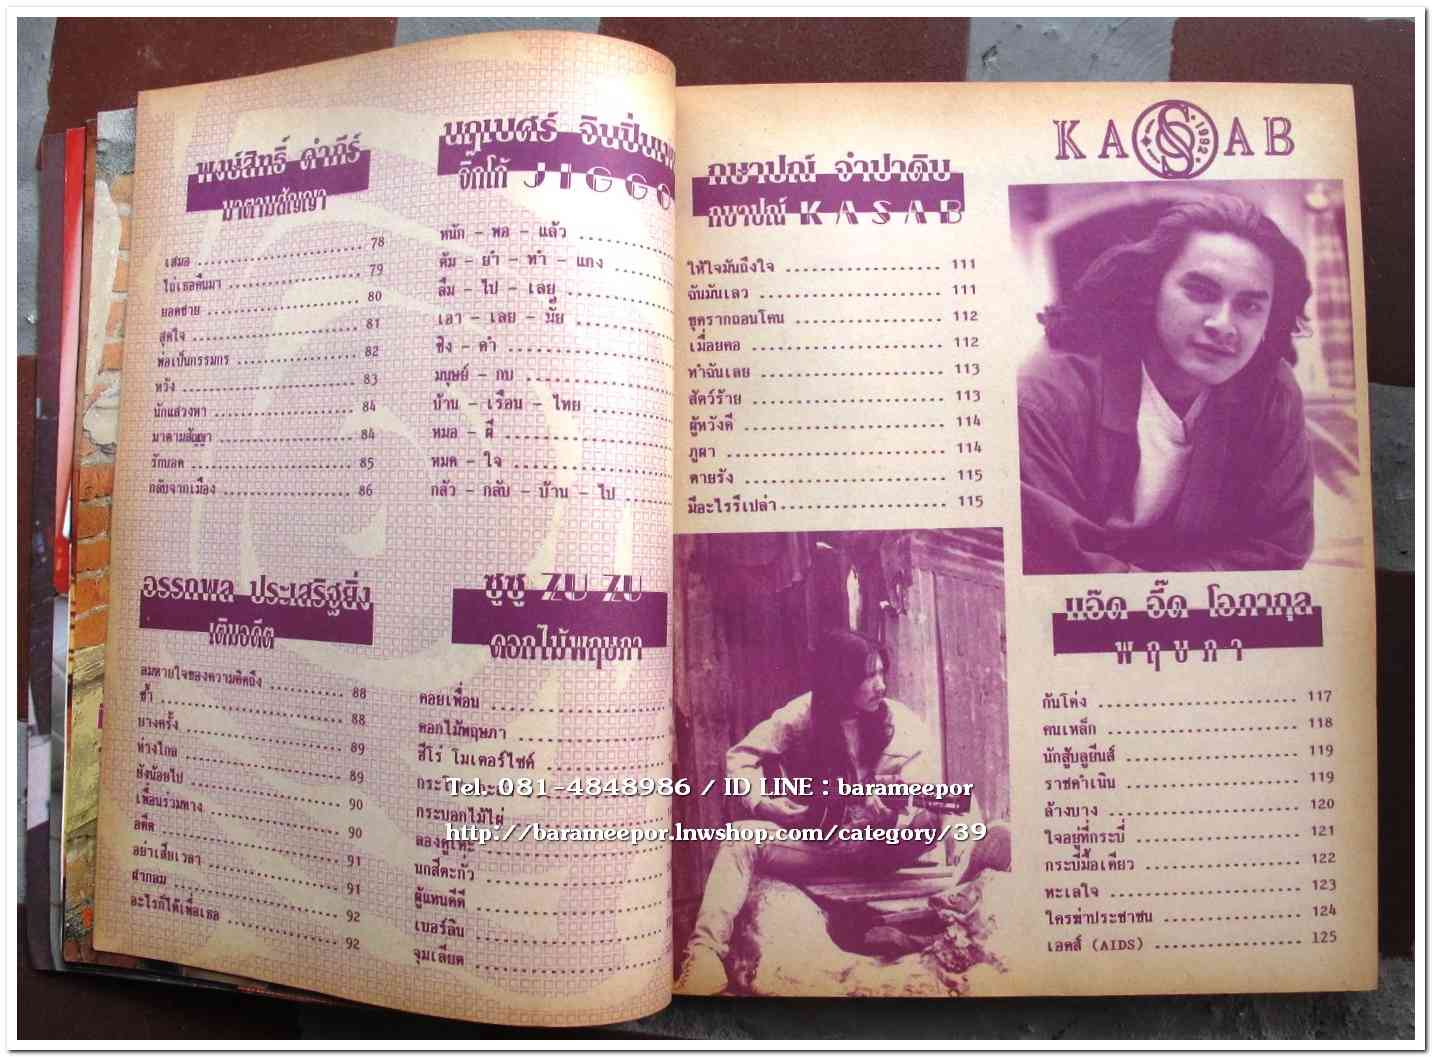 พงษ์สิทธิ์ คำภีร์
มาตามสัญญา
เสมอ 78
ไถ่เธอคืนมา 79
ยอดชาย 80
สุดใจ 81
พ่อเป็นกรรมกร 82
หวัง 83
นักแสวงหา 84
มาตามสัญญา 84
รักบอด 85
กลับจากเมือง 86
นฤเบศร์ จินปิ่น
จิ๊กโก๋ JIGGO
หนัก - พอ - แล้ว
ต้ม - ยำ - ทำ - แกง
ลืม - ไป - เลย
เอา - เลย - มั้ย
ซิง - ดำ
มนุษย์ - กบ
บ้าน - เรือน - ไทย
หมอ - ผี
หมด - ใจ
กลัว - กลับ - บ้าน - ไป
อรรถพล ประเสริฐยิ่ง
เติมอดีต
ลมหายใจของความคิดถึง 88
ช้ำ 88
บางครั้ง 89
ห่างไกล 89
ยังน้อยไป 90
เพื่อนร่วมทาง 90
อดีต 91
อย่าเสียเวลา 91
ฝากลม 92
อะไรก็ได้เพื่อเธอ 92
ซูซู ZU ZU
ดอกไม้พฤษภา
คอยเพื่อน
ดอกไม้พฤษภา
ฮีโร่ โมเตอร์ไซค์
กระบอกไม้ไผ่
ลองดูเหอะ
นกสีตะกั่ว
ผู้แทนดีดี
เบอร์ลิน
จุมเลียต
กษาปณ์ จำปาดิบ
กษาปณ์ KASAB
ให้ใจมันถึงใจ 111
ฉันมันเลว 111
ขุดรากถอนโคน 112
เมื่อยคอ 112
ทำฉันเลย 113
สัตว์ร้าย 113
ผู้หวังดี 114
ภูผา 114
คายรัง 115
มีอะไรรึเปล่า 115
KASAB
1992
แอ๊ด อี๊ด โอภากุล
พฤษภา
กันโค่ง 117
คนเหล็ก 118
นักสู้บลูยีนส์ 119
ราชดำเนิน 119
ล้างบาง 120
ใจอยู่ที่กระบี่ 121
กระบี่มือเดียว 122
ทะเลใจ 123
ใครฆ่าประชาชน 124
เอดส์ (AIDS) 125
Tel. 081-4848986 / ID LINE : barameepor
http://barameepor.lnwshop.com/category/39